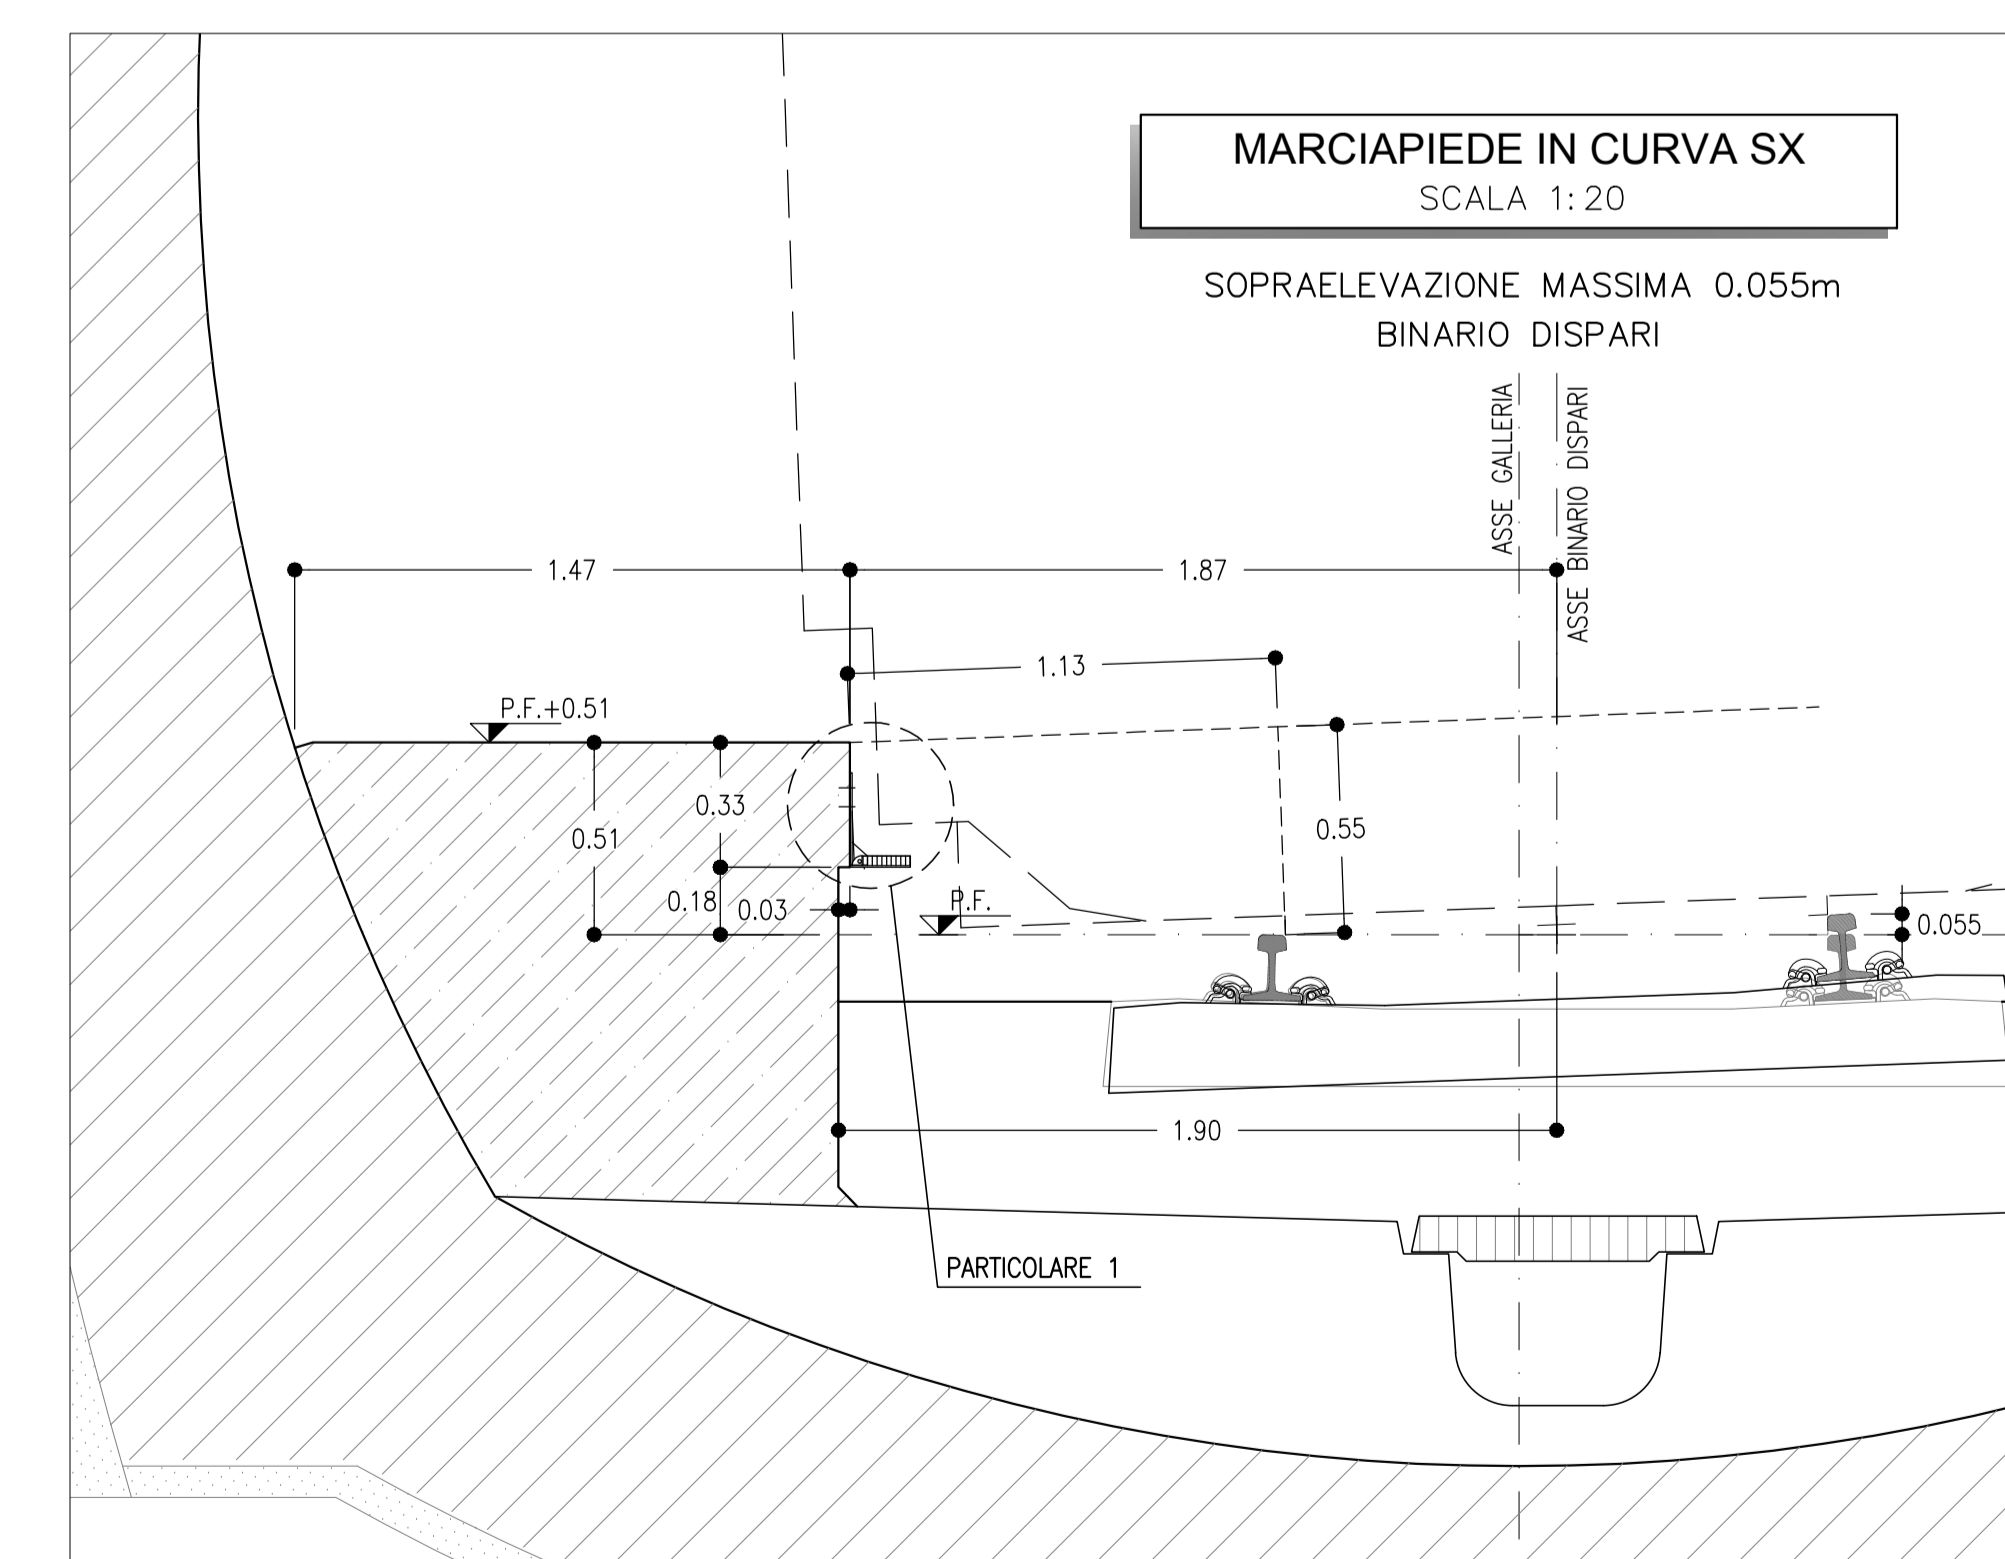 MARCIAPIEDE IN CURVA SX
SCALA 1:20
SOPRAELEVAZIONE MASSIMA 0.055m
BINARIO DISPARI
ASSE GALLERIA
ASSE BINARIO DISPARI
1.47
1.87
1.13
P.F.+0.51
0.33
0.51
0.55
0.18
0.03
P.F.
0.055
1.90
PARTICOLARE 1